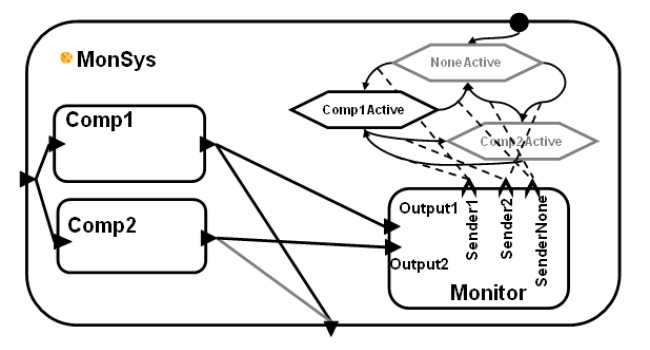 MonSys
NoneActive
Comp1Active
Comp2Active
Comp1
Comp2
Output1
Output2
Sender1
Sender2
SenderNone
Monitor